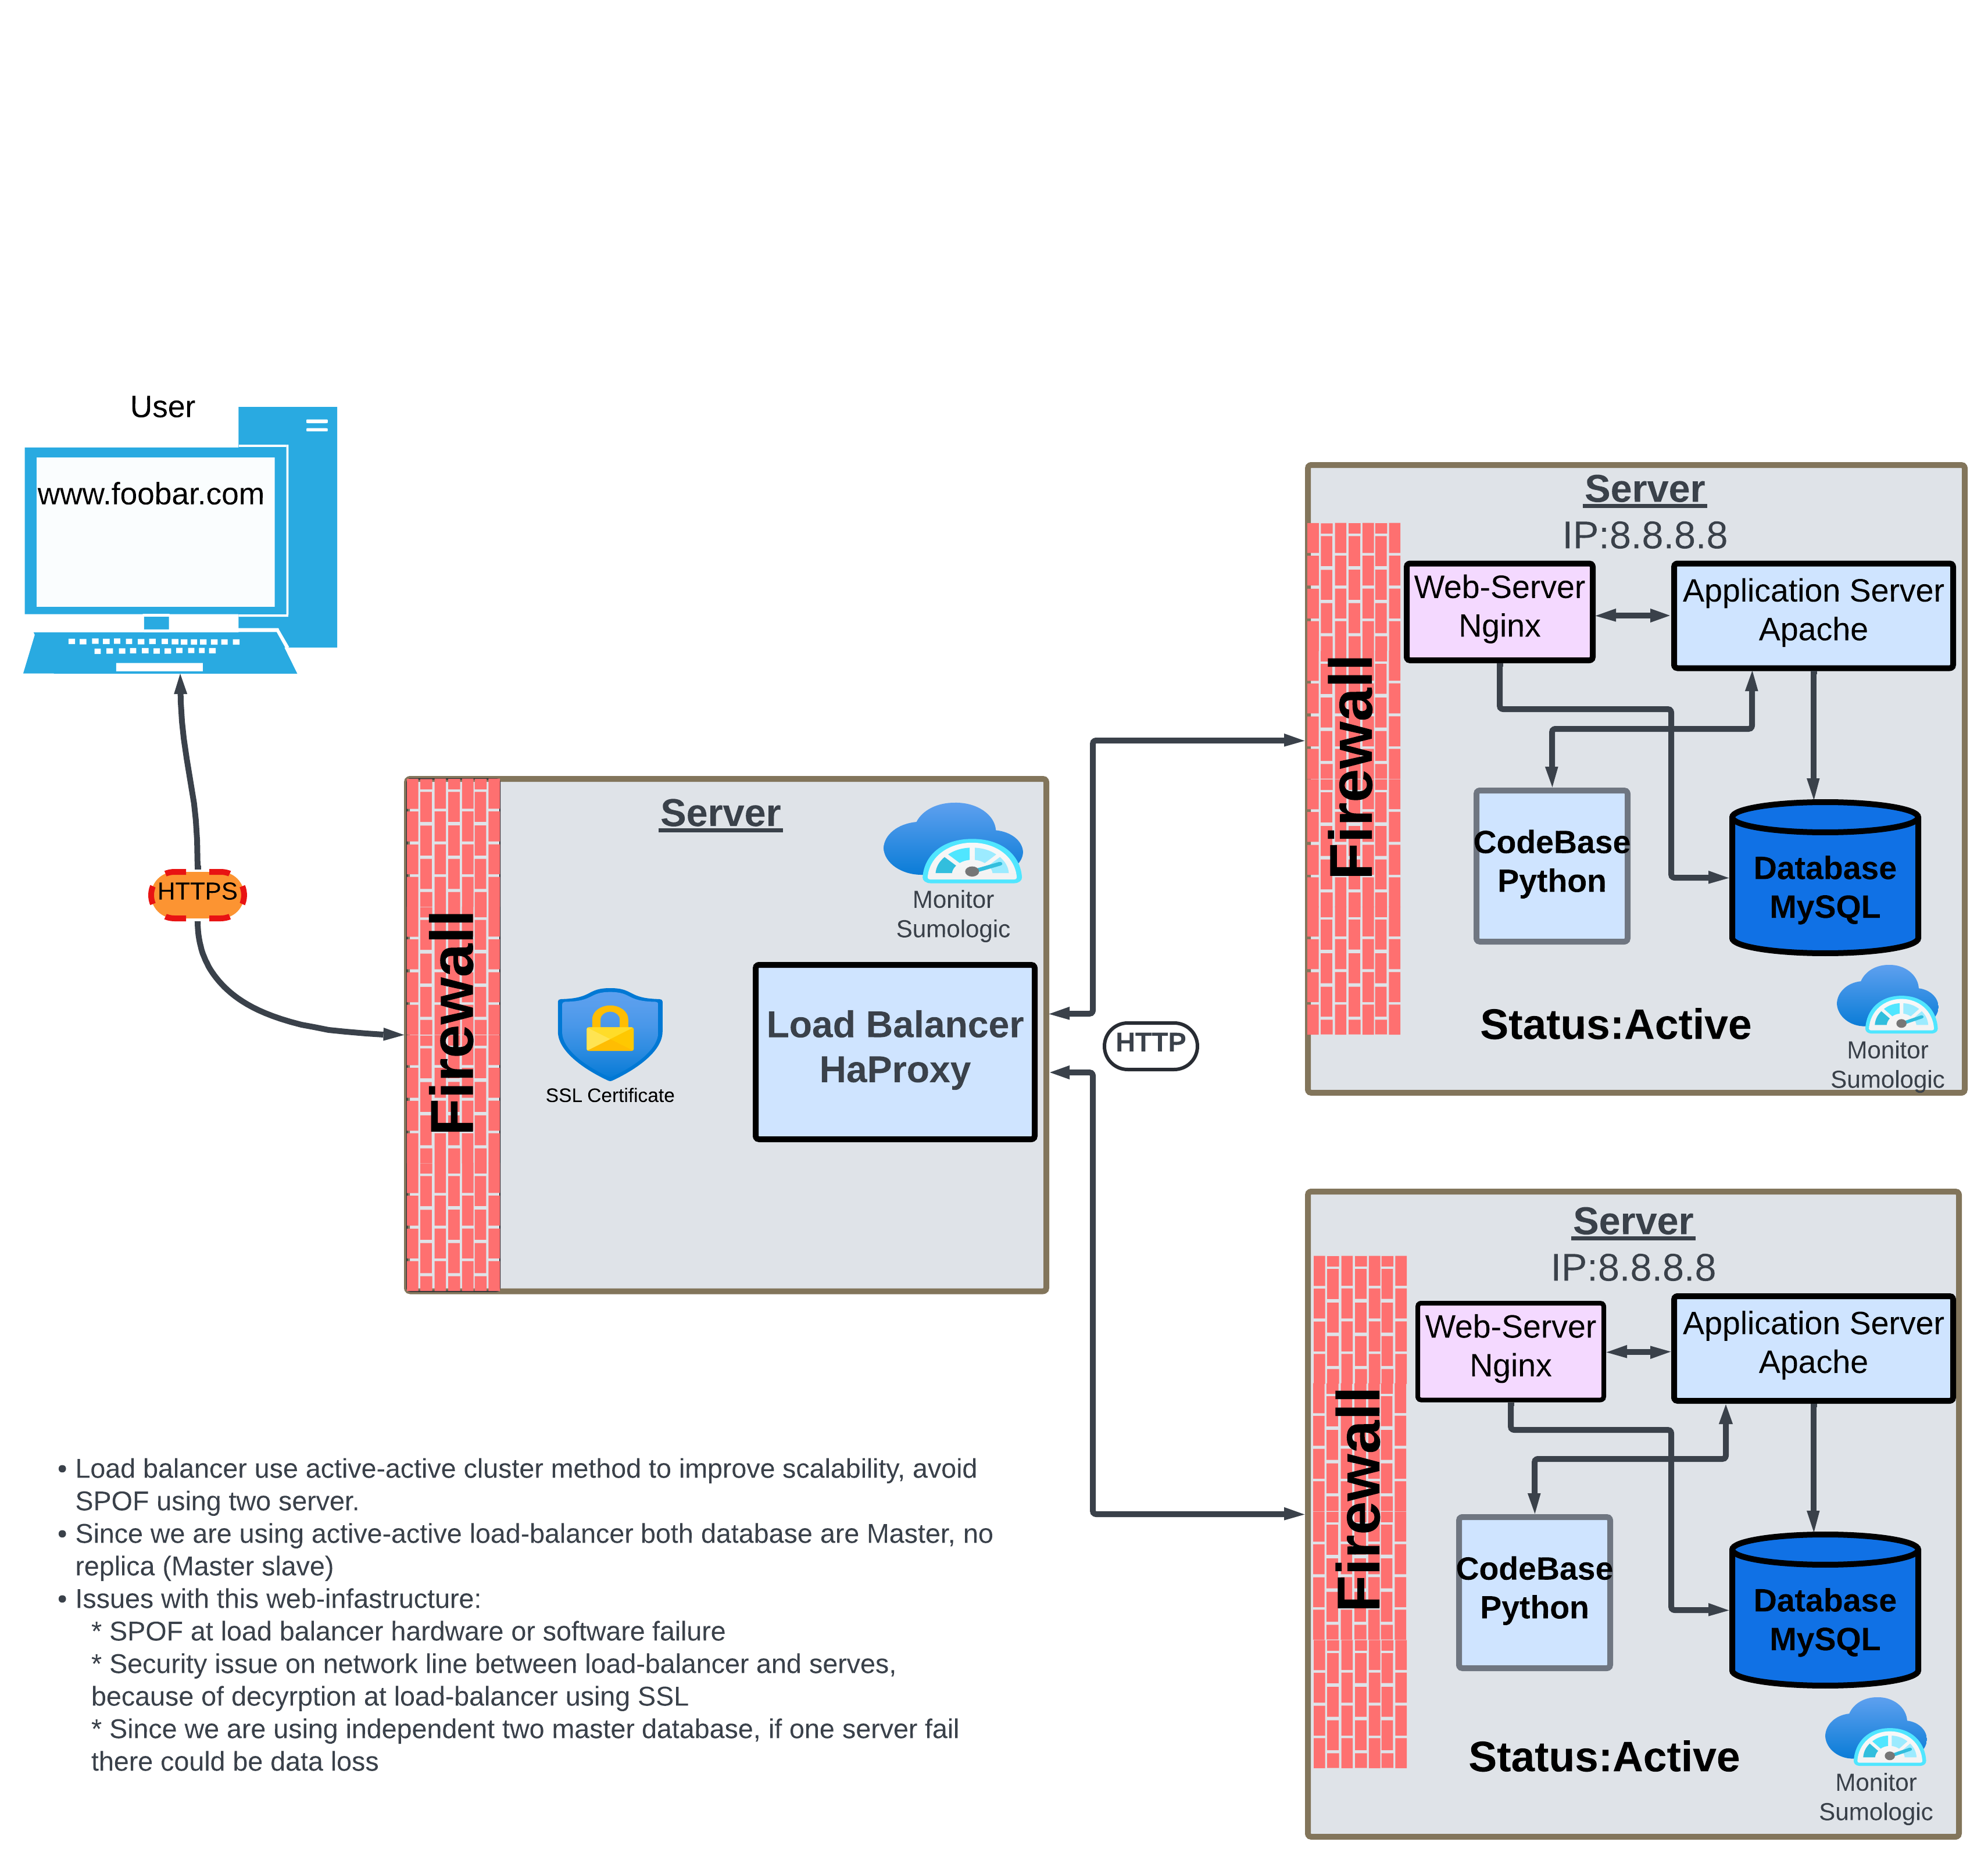 User
www.foobar.com
HTTPS
Firewall
Server
Monitor
Sumologic
SSL Certificate
Load Balancer
HaProxy
HTTP
Server
IP:8.8.8.8
Firewall
Web-Server
Nginx
Application Server
Apache
CodeBase
Python
Database
MySQL
Status:Active
Monitor
Sumologic
Server
IP:8.8.8.8
Firewall
Web-Server
Nginx
Application Server
Apache
CodeBase
Python
Database
MySQL
Status:Active
Monitor
Sumologic
• Load balancer use active-active cluster method to improve scalability, avoid
SPOF using two server.
• Since we are using active-active load-balancer both database are Master, no
replica (Master slave)
• Issues with this web-infastructure:
* SPOF at load balancer hardware or software failure
* Security issue on network line between load-balancer and serves,
because of decyrption at load-balancer using SSL
* Since we are using independent two master database, if one server fail
there could be data loss